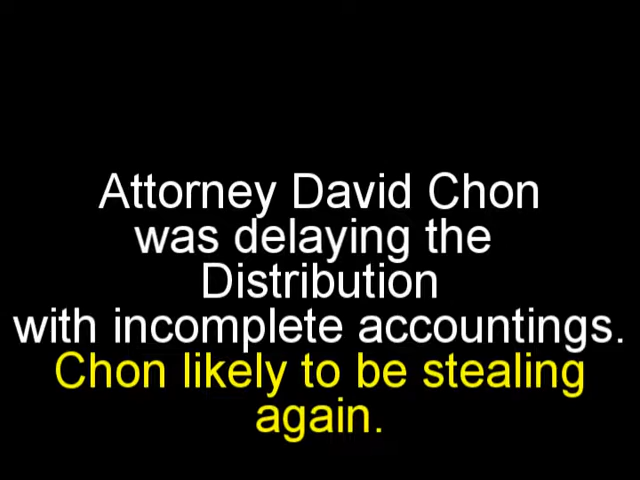 Attorney David Chon
was delaying the
Distribution
with incomplete accountings.
Chon likely to be stealing
again.